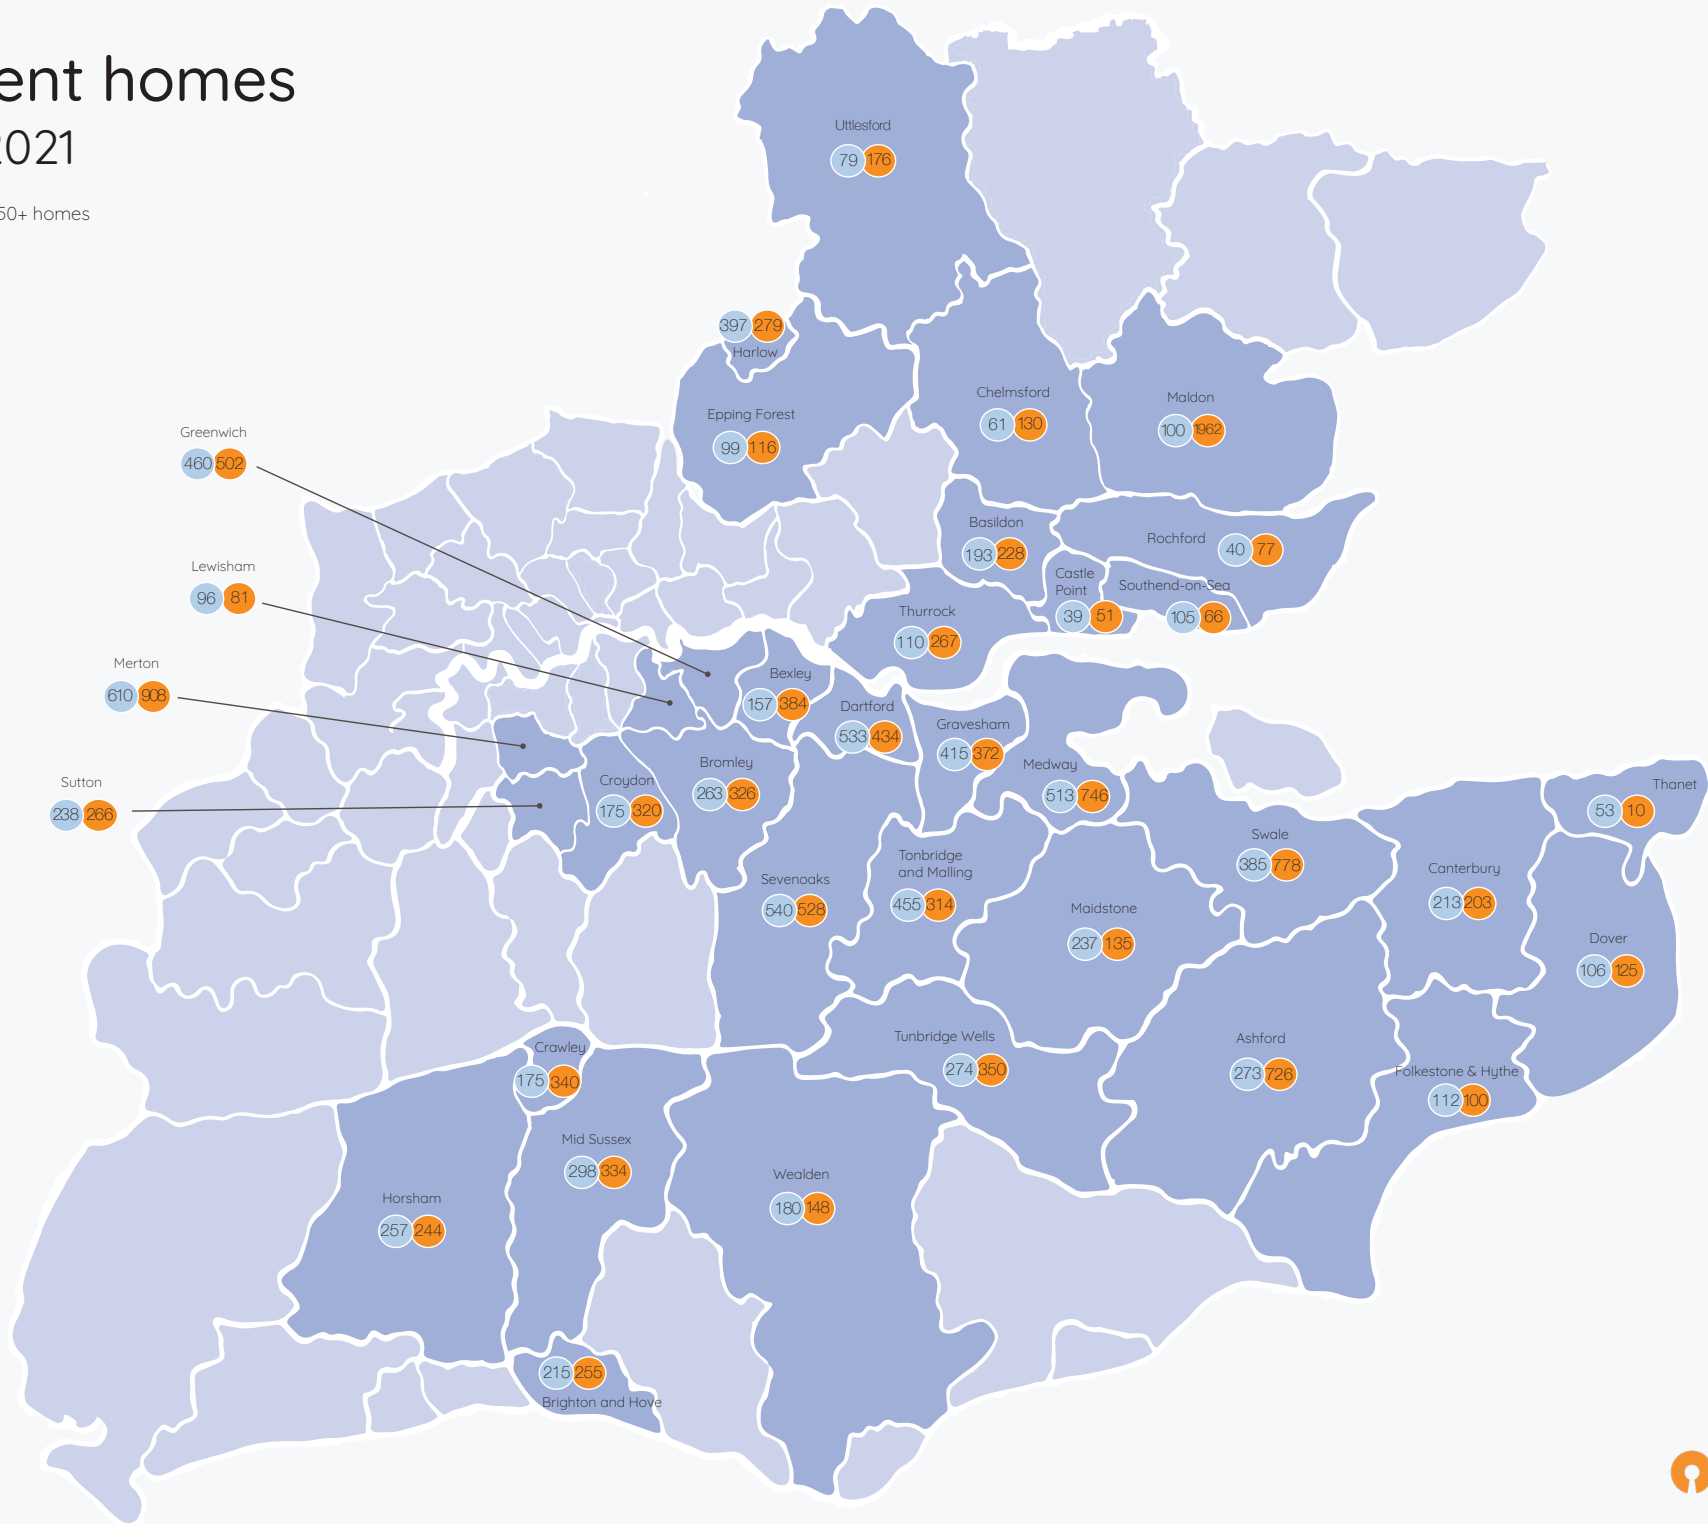 ent homes
2021
50+ homes
Uttlesford
79 176
397 279
Harlow
Epping Forest
99 116
Chelmsford
61 130
Maldon
100 1962
Greenwich
460 502
Basildon
193 228
Rochford
40 77
Lewisham
96 81
Castle
Point
39 51
Southend-on-Sea
105 66
Thurrock
110 267
Merton
610 908
Bexley
157 384
Dartford
533 434
Gravesham
415 372
Medway
513 746
Sutton
238 266
Croydon
175 320
Bromley
263 326
Thanet
53 10
Swale
385 778
Canterbury
213 203
Sevenoaks
540 528
Tonbridge
and Malling
455 314
Maidstone
237 135
Dover
106 125
Crawley
175 340
Tunbridge Wells
274 350
Ashford
273 726
Folkestone & Hythe
112 100
Mid Sussex
298 334
Wealden
180 148
Horsham
257 244
215 255
Brighton and Hove